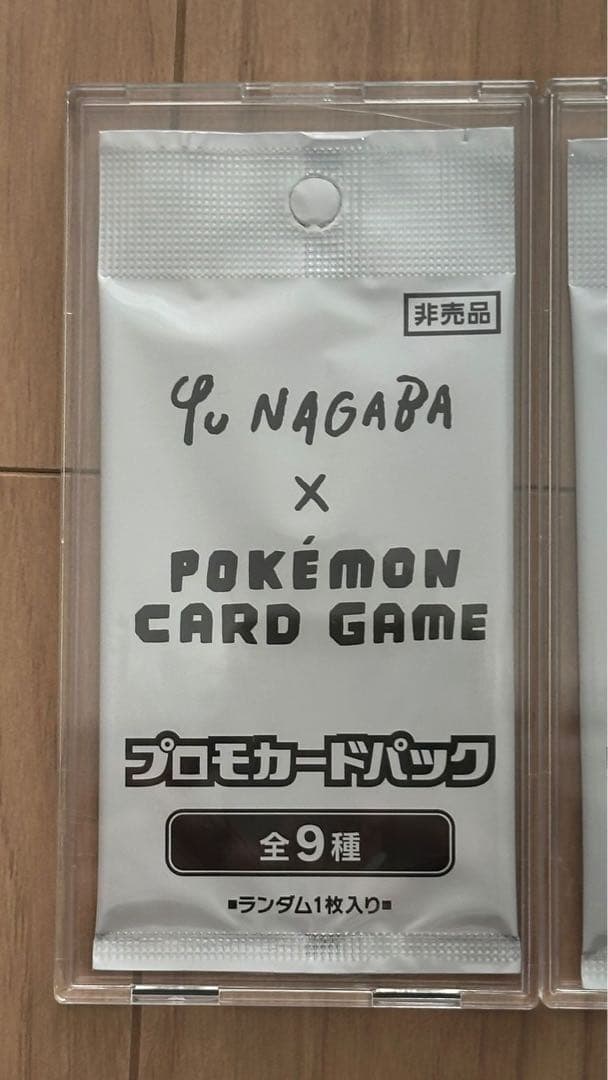 非売品
Yu NAGABA
X
POKÉMON
CARD GAME
プロモカードパック
全9種
■ランダム1枚入り■